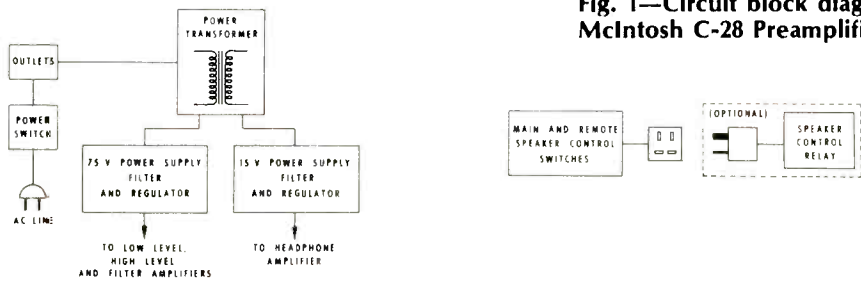 Fig. 1—Circuit block diag
McIntosh C-28 Preamplifi
POWER
TRANSFORMER
OUTLETS
POWER
SWITCH
AC LINE
75 V POWER SUPPLY
FILTER
AND REGULATOR
15 V POWER SUPPLY
FILTER
AND REGULATOR
TO LOW LEVEL,
HIGH LEVEL
AND FILTER AMPLIFIERS
TO HEADPHONE
AMPLIFIER
MAIN AND REMOTE
SPEAKER CONTROL
SWITCHES
(OPTIONAL)
SPEAKER
CONTROL
RELAY